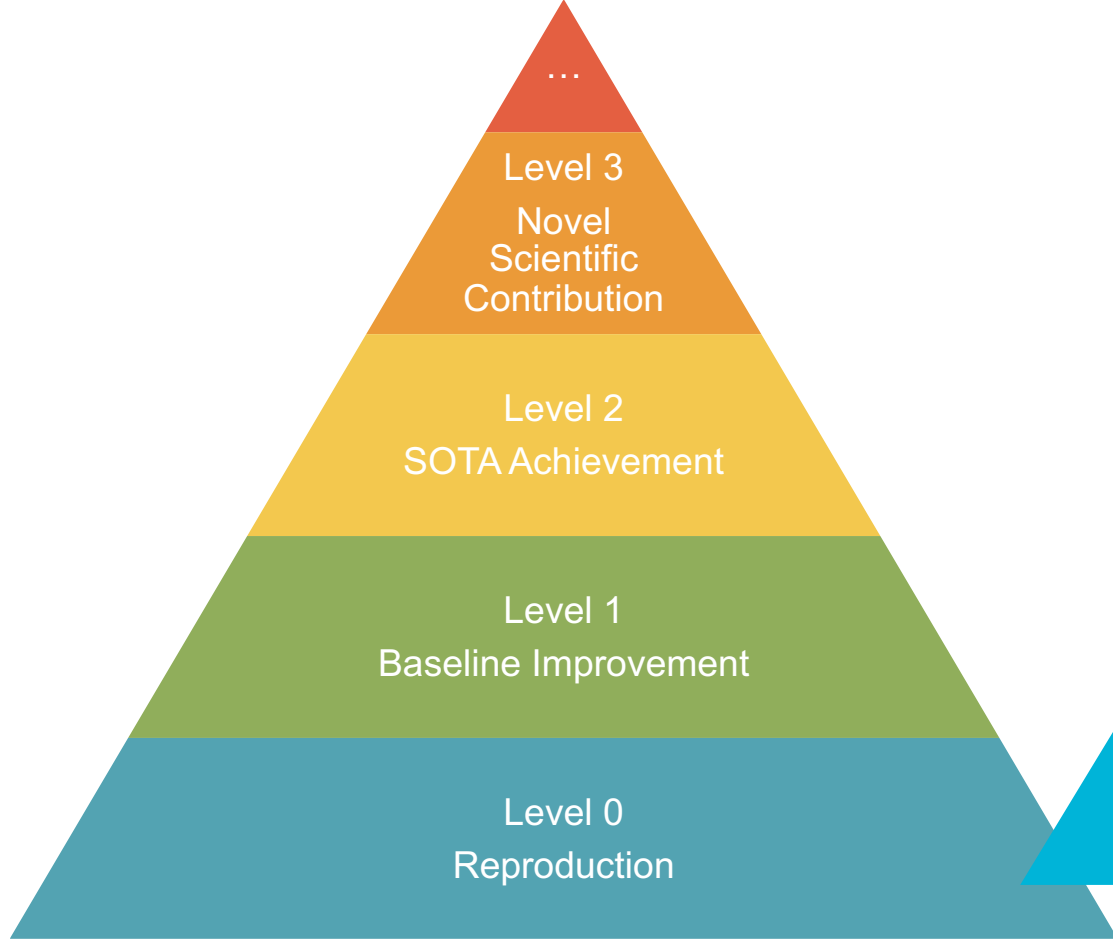 ...
Level 3
Novel
Scientific
Contribution
Level 2
SOTA Achievement
Level 1
Baseline Improvement
Level 0
Reproduction